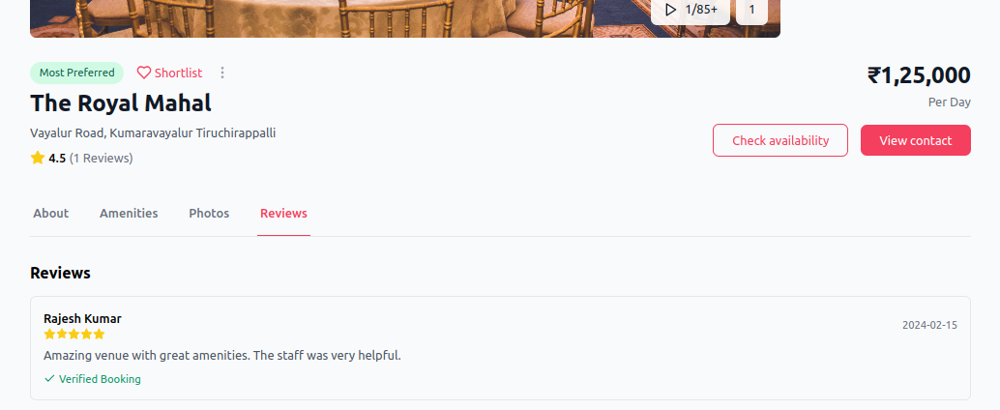 1/85+
1
Most Preferred
Shortlist
The Royal Mahal
₹1,25,000
Per Day
Vayalur Road, Kumaravayalur Tiruchirappalli
4.5 (1 Reviews)
Check availability
View contact
About
Amenities
Photos
Reviews
Reviews
Rajesh Kumar
2024-02-15
Amazing venue with great amenities. The staff was very helpful.
Verified Booking